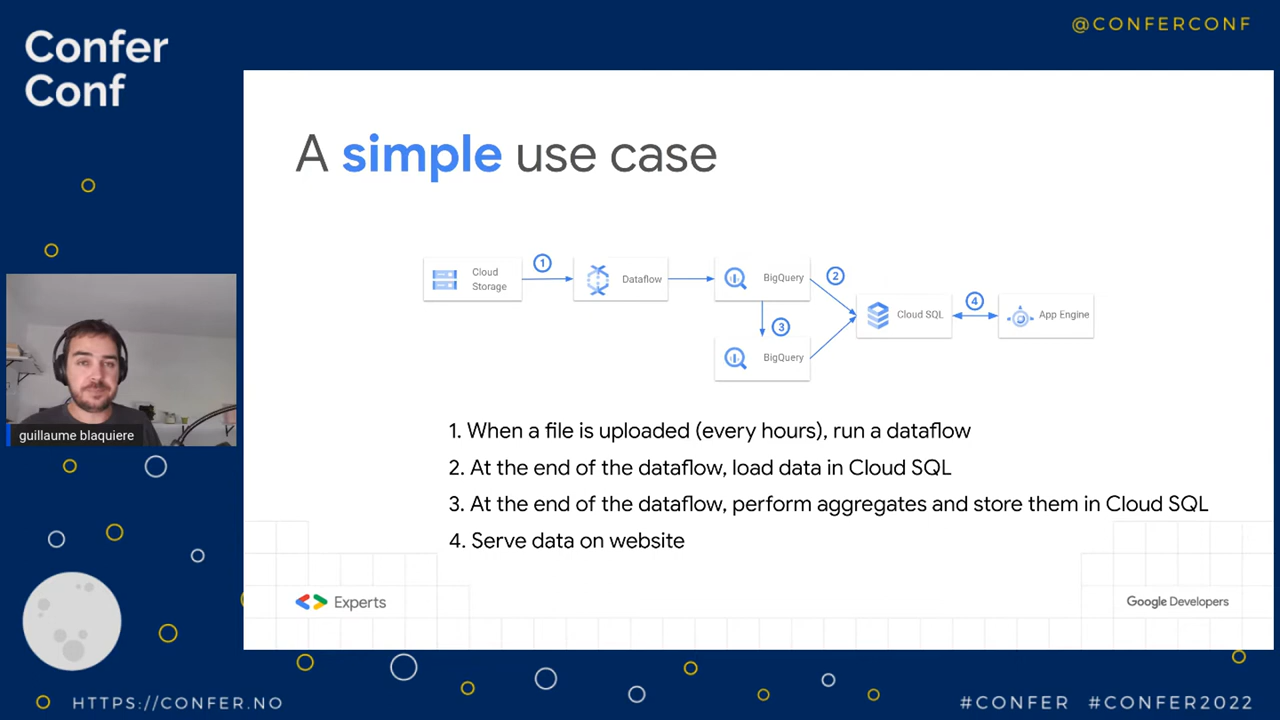 Confer
Conf
@CONFERCONF
A simple use case
Cloud
Storage
1
Dataflow
BigQuery
2
3
BigQuery
Cloud SQL
4
App Engine
guillaume blaquiere
1. When a file is uploaded (every hours), run a dataflow
2. At the end of the dataflow, load data in Cloud SQL
3. At the end of the dataflow, perform aggregates and store them in Cloud SQL
4. Serve data on website
Experts
Google Developers
HTTPS://CONFER.NO
#CONFER #CONFER2022